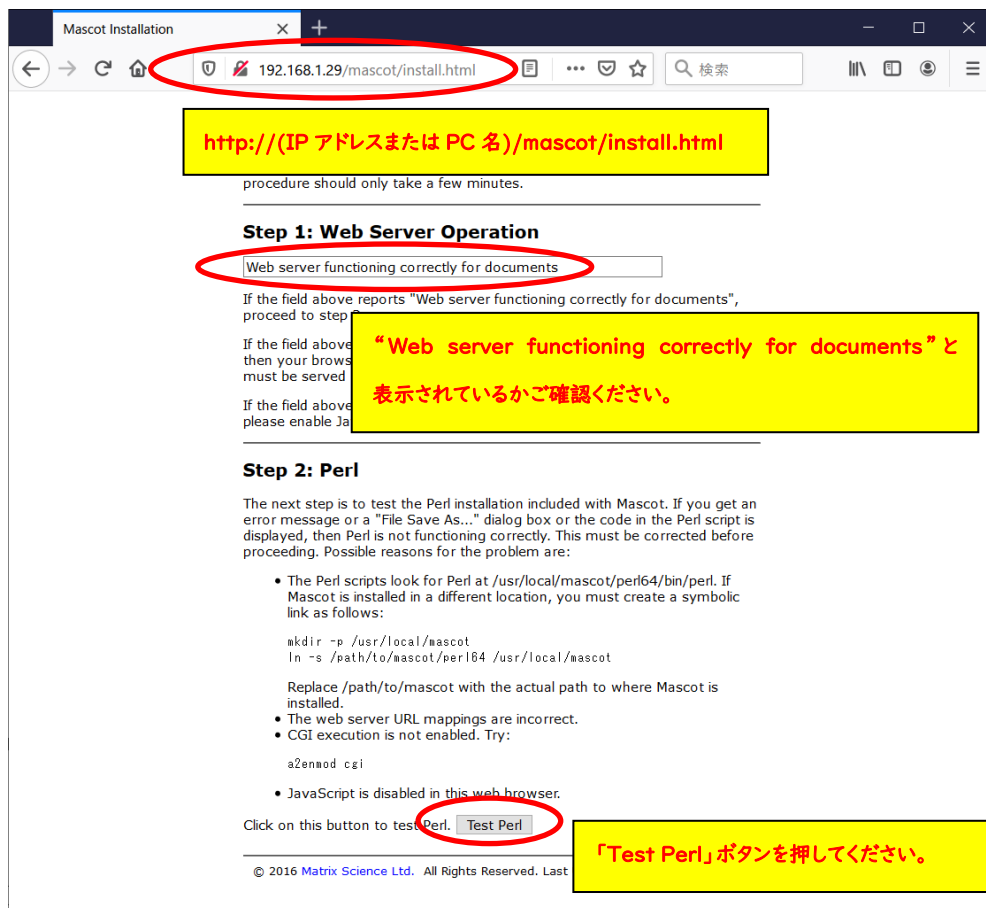 Mascot Installation
192.168.1.29/mascot/install.html
検索
http://(IP アドレスまたは PC 名)/mascot/install.html
procedure should only take a few minutes.
Step 1: Web Server Operation
Web server functioning correctly for documents
If the field above reports "Web server functioning correctly for documents",
proceed to step
“Web server functioning correctly for documents”と
表示されているかご確認ください。
If the field above
then your brows
must be served
If the field above
please enable Ja
Step 2: Perl
The next step is to test the Perl installation included with Mascot. If you get an
error message or a "File Save As..." dialog box or the code in the Perl script is
displayed, then Perl is not functioning correctly. This must be corrected before
proceeding. Possible reasons for the problem are:
• The Perl scripts look for Perl at /usr/local/mascot/perl64/bin/perl. If
Mascot is installed in a different location, you must create a symbolic
link as follows:
mkdir -p /usr/local/mascot
ln -s /path/to/mascot/perl64 /usr/local/mascot
Replace /path/to/mascot with the actual path to where Mascot is
installed.
• The web server URL mappings are incorrect.
• CGI execution is not enabled. Try:
a2enmod cgi
• JavaScript is disabled in this web browser.
Click on this button to test Perl. Test Perl
「Test Perl」ボタンを押してください。
© 2016 Matrix Science Ltd. All Rights Reserved. Last